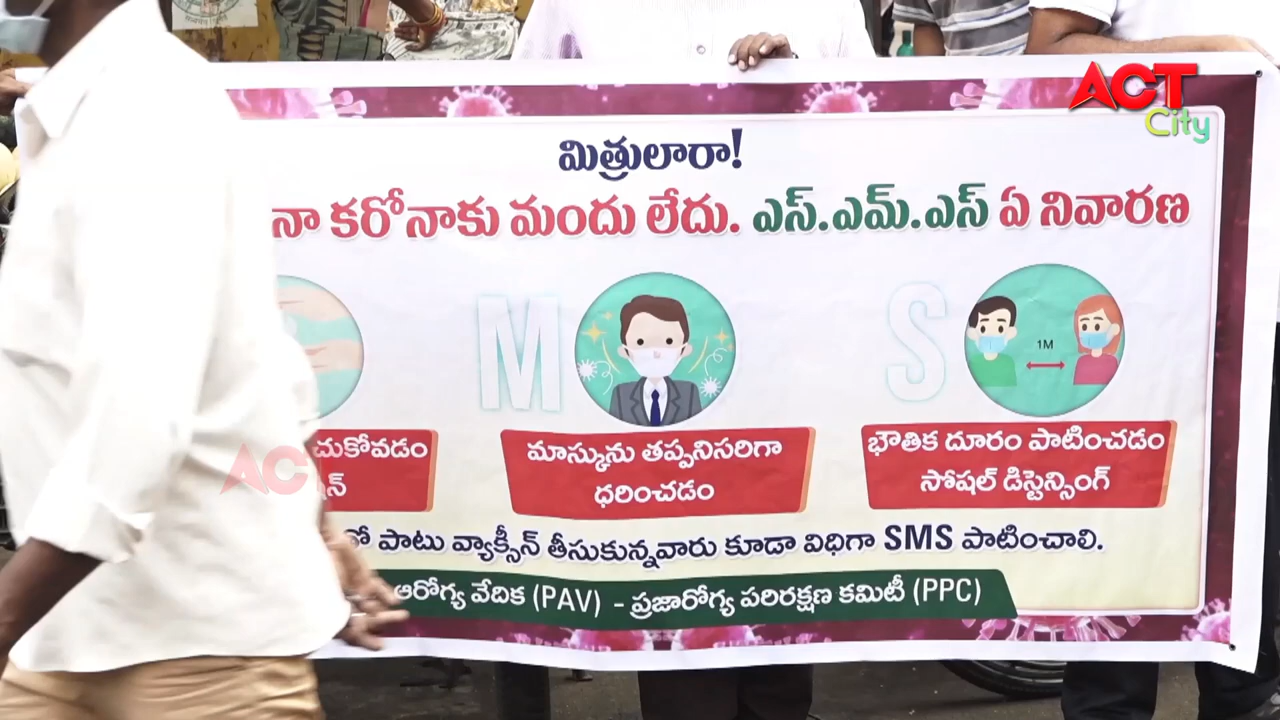 ACT
City
మిత్రులారా!
నా కరోనాకు మందు లేదు. ఎస్.ఎమ్.ఎస్ ఏ నివారణ
M
S
1M
చుకోవడం
మాస్కును తప్పనిసరిగా
ధరించడం
భౌతిక దూరం పాటించడం
సోషల్ డిస్టెన్సింగ్
పాటు వ్యాక్సీన్ తీసుకున్నవారు కూడా విధిగా SMS పాటించాలి.
ఆరోగ్య వేదిక (PAV) - ప్రజారోగ్య పరిరక్షణ కమిటీ (PPC)